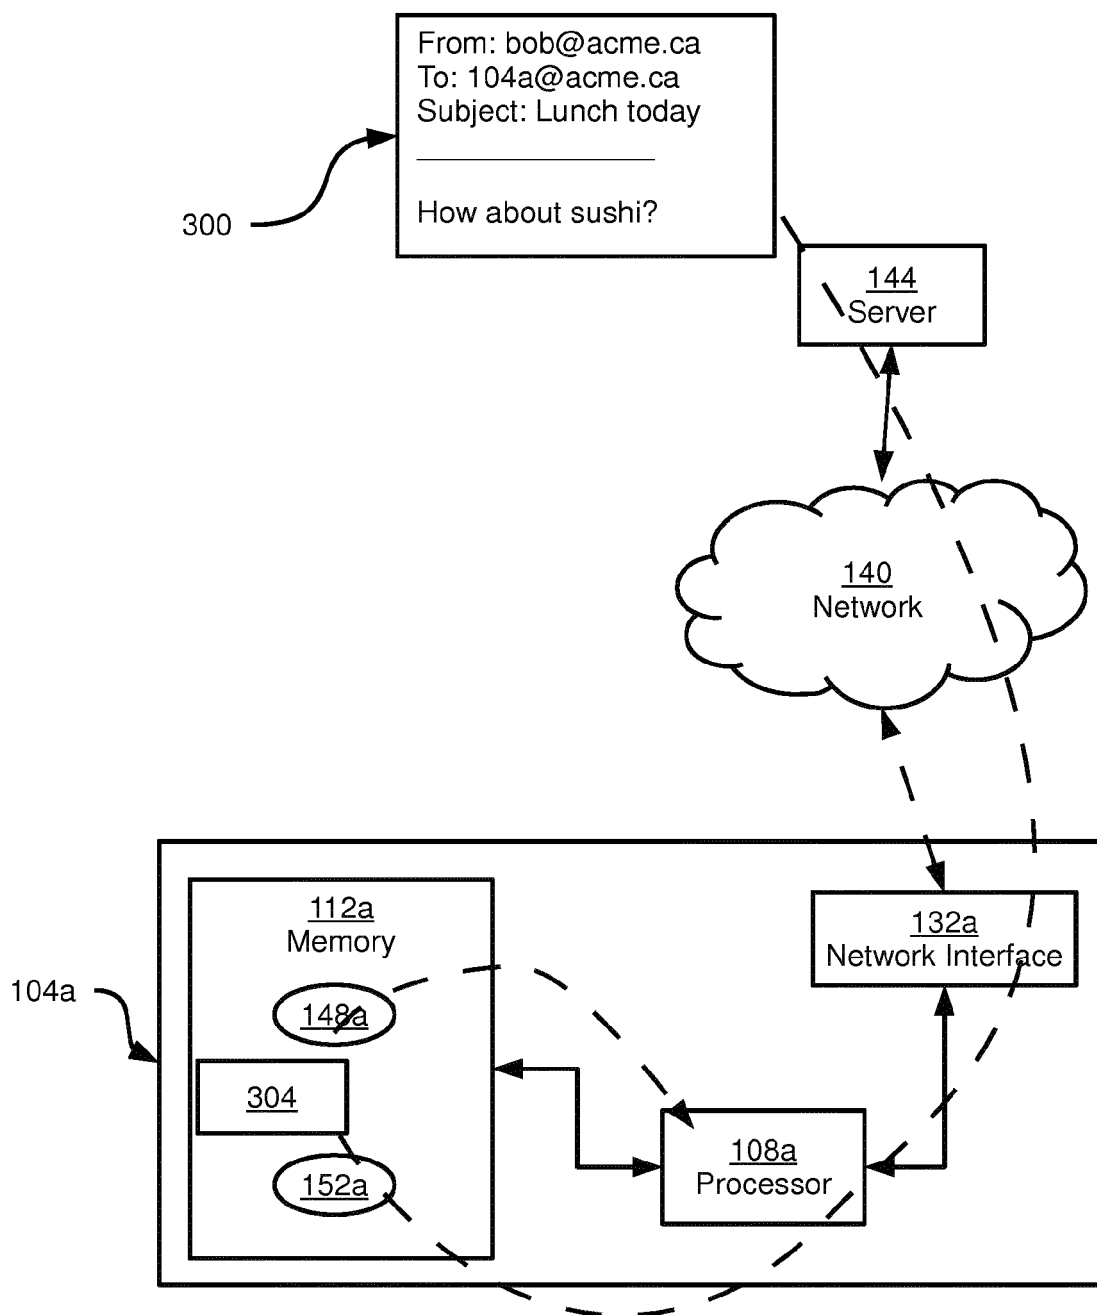 From: bob@acme.ca
To: 104a@acme.ca
Subject: Lunch today
How about sushi?
300
144
Server
140
Network
112a
Memory
132a
Network Interface
104a
148a
304
108a
Processor
152a